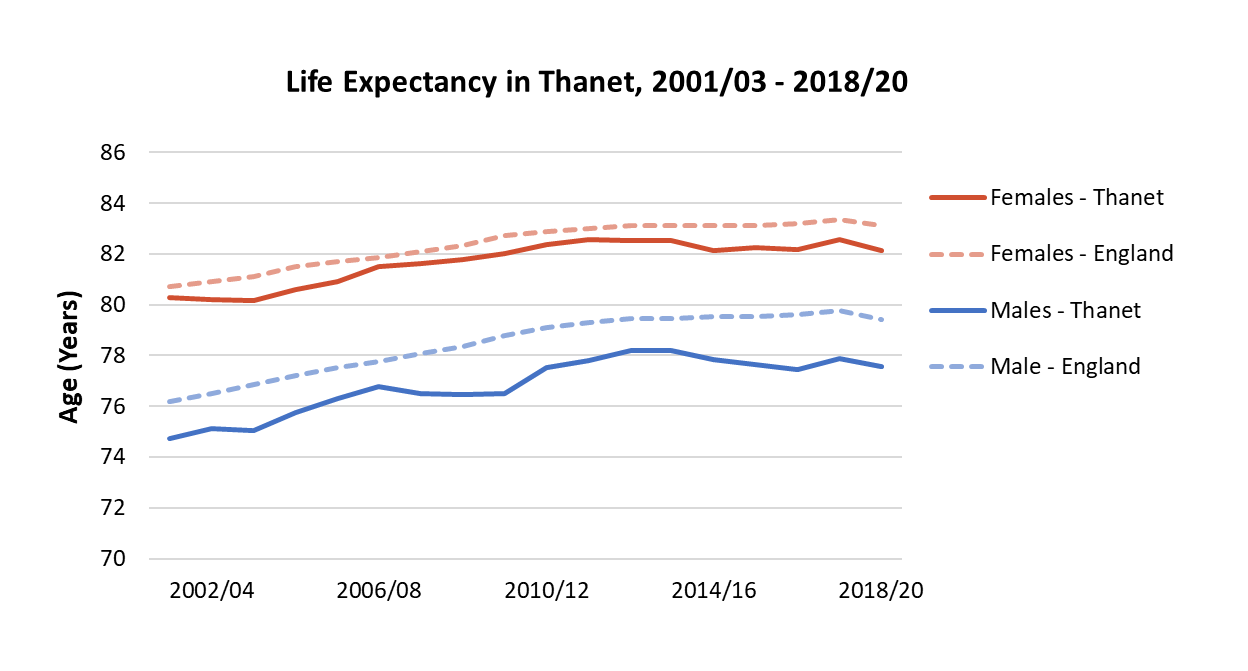 Life Expectancy in Thanet, 2001/03 - 2018/20
86
84
82
80
78
76
74
72
70
Age (Years)
2002/04 2006/08 2010/12 2014/16 2018/20
Females - Thanet
Females - England
Males - Thanet
Male - England